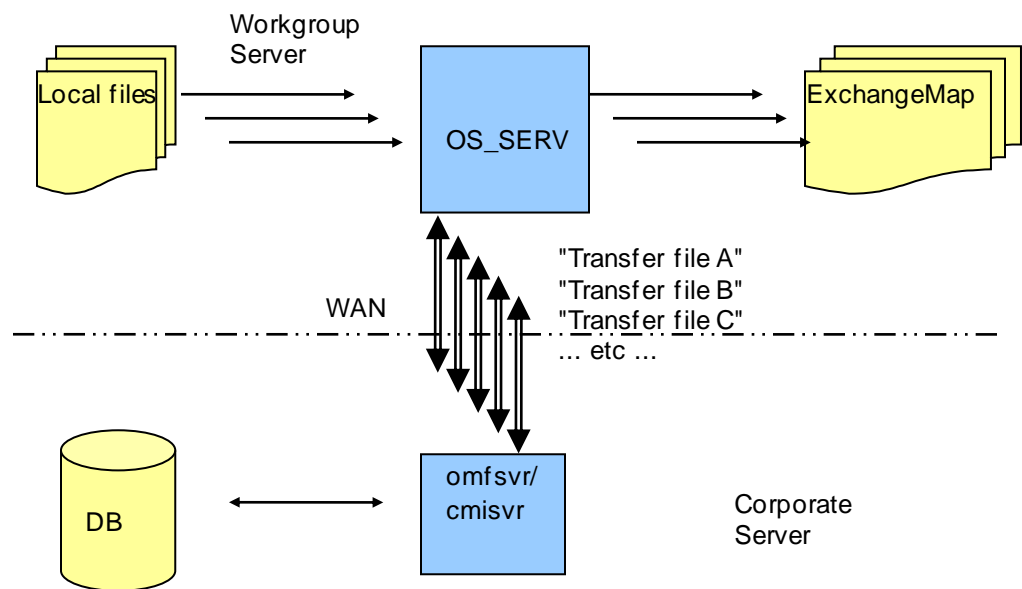 Workgroup
Server
Local files
OS_SERV
ExchangeMap
"Transfer file A"
"Transfer file B"
"Transfer file C"
... etc ...
WAN
omfsvr/
cmisvr
DB
Corporate
Server